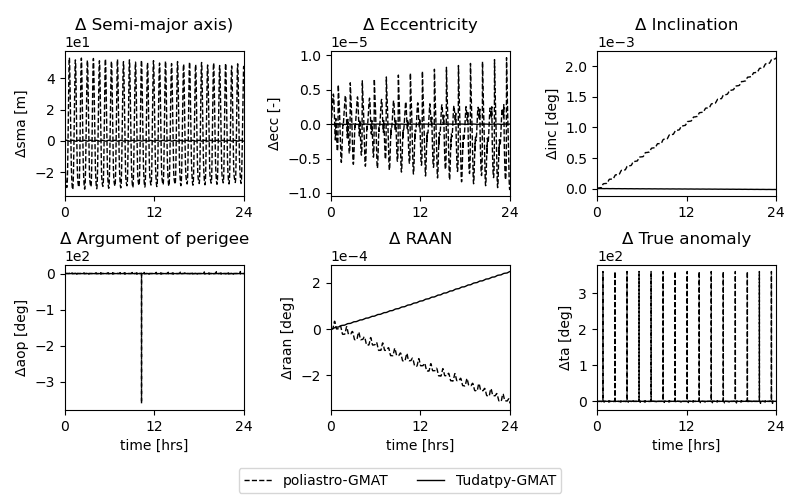 Δ Semi-major axis)
Δ Eccentricity
Δ Inclination
1e1
1e−5
1e−3
Δsma [m]
4
2
0
−2
0
12
24
Δecc [-]
1.0
0.5
0.0
−0.5
−1.0
0
12
24
Δinc [deg]
2.0
1.5
1.0
0.5
0.0
0
12
24
Δ Argument of perigee
Δ RAAN
Δ True anomaly
1e2
1e−4
1e2
Δaop [deg]
0
−1
−2
−3
0
12
24
time [hrs]
Δraan [deg]
2
0
−2
0
12
24
time [hrs]
Δta [deg]
3
2
1
0
0
12
24
time [hrs]
poliastro-GMAT
Tudatpy-GMAT